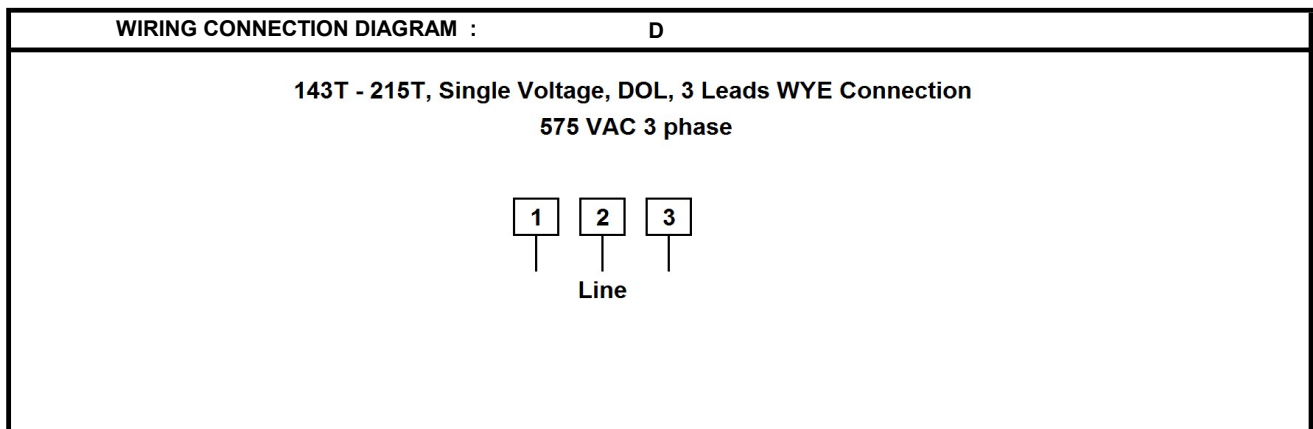 WIRING CONNECTION DIAGRAM : D
143T - 215T, Single Voltage, DOL, 3 Leads WYE Connection
575 VAC 3 phase
1 2 3
Line